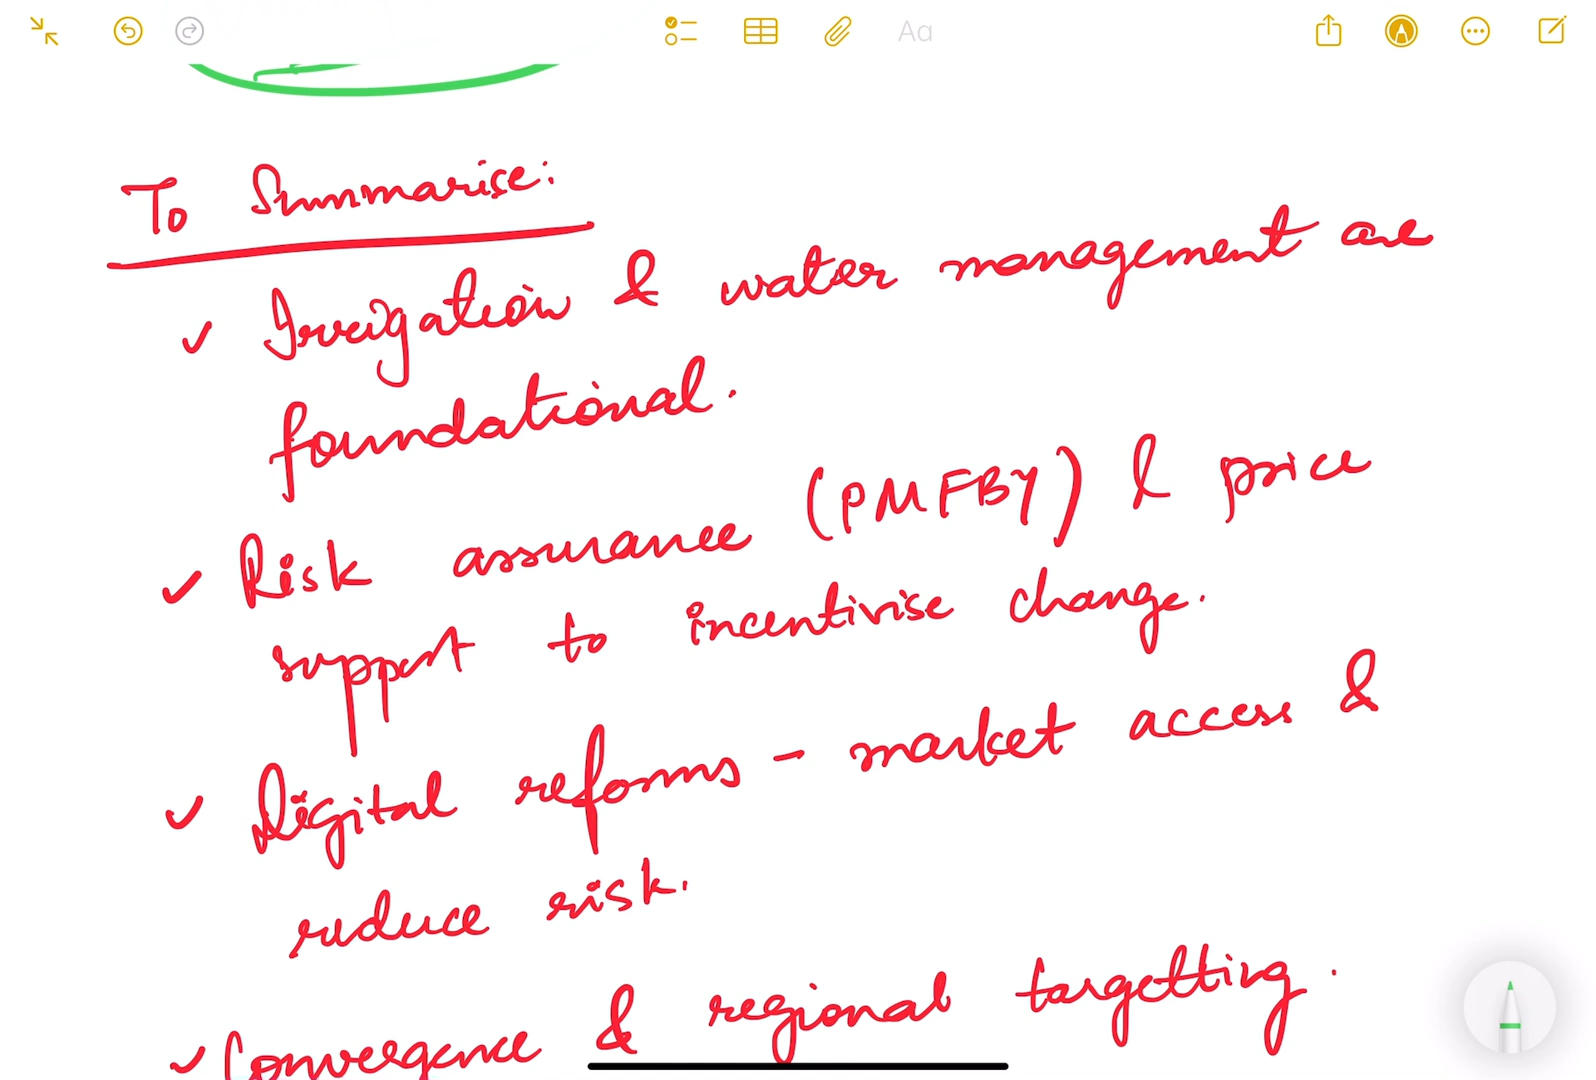 Aa
To Summarise:
✓ Irrigation & water management are
foundational.
✓ Risk assurance (PMFBY) & price
support to incentivise change.
✓ Digital reforms - market access &
reduce risk.
✓ Convergence & regional targetting.